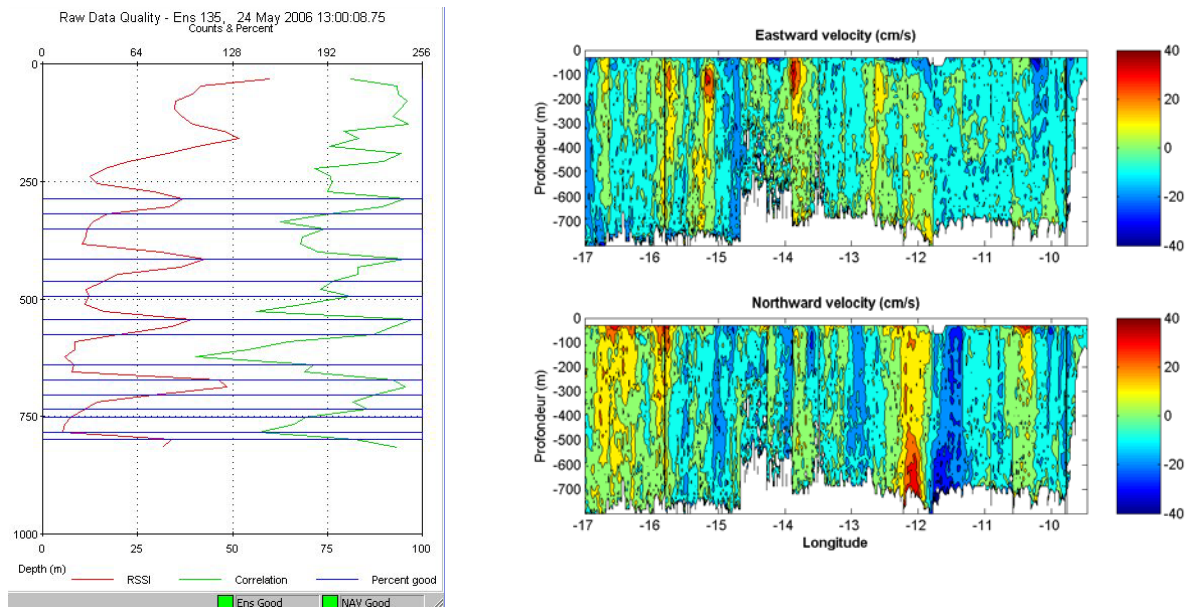 Raw Data Quality - Ens 135, 24 May 2006 13:00:08.75
Counts & Percent
0 64 128 192 256
0
250
500
750
1000
0 25 50 75 100
Depth (m)
RSSI Correlation Percent good
Ens Good NAV Good
Eastward velocity (cm/s)
Profondeur (m)
0
-100
-200
-300
-400
-500
-600
-700
-17 -16 -15 -14 -13 -12 -11 -10
40
20
0
-20
-40
Northward velocity (cm/s)
Profondeur (m)
0
-100
-200
-300
-400
-500
-600
-700
-17 -16 -15 -14 -13 -12 -11 -10
Longitude
40
20
0
-20
-40